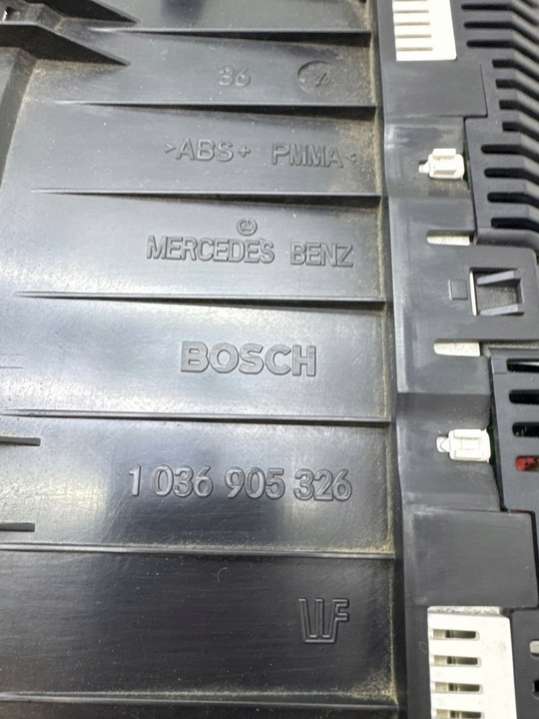 36
>ABS+ PMMA<
©
MERCEDES BENZ
BOSCH
1 036 905 326